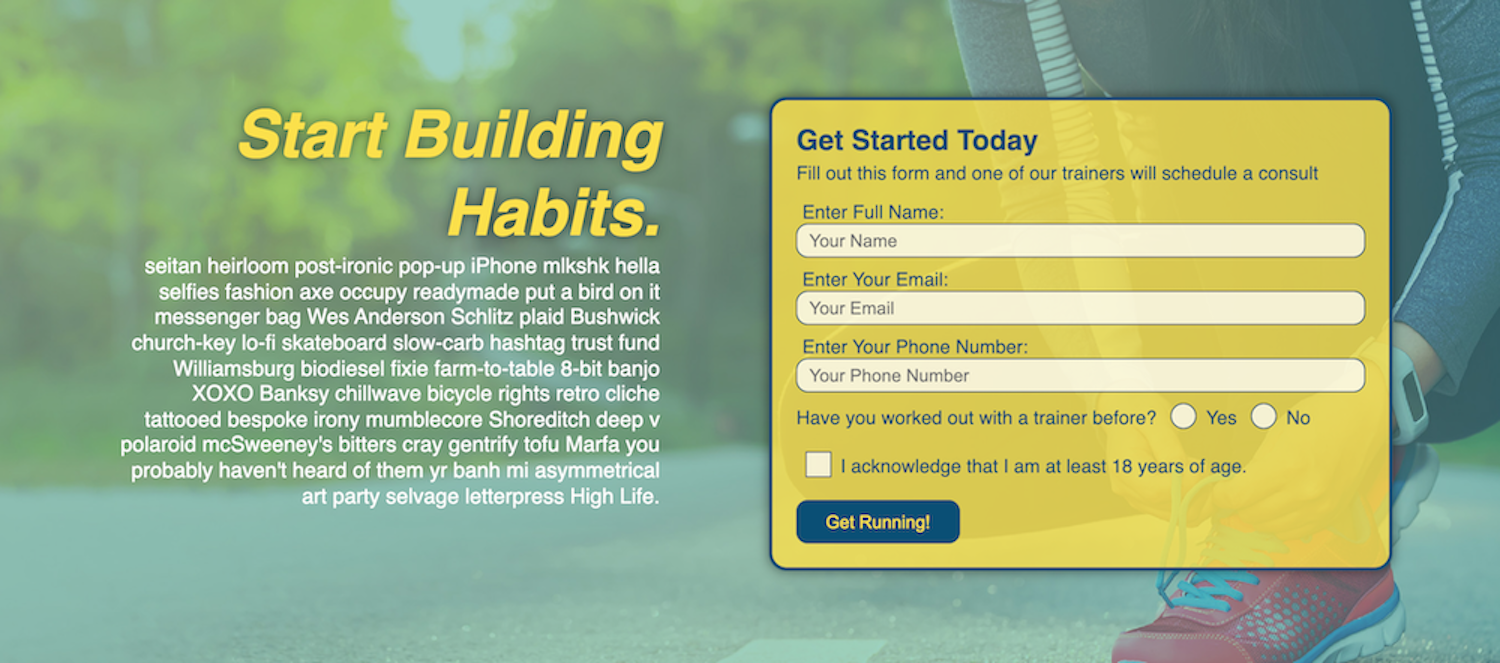 Start Building
Habits.
seitan heirloom post-ironic pop-up iPhone mlkshk hella
selfies fashion axe occupy readymade put a bird on it
messenger bag Wes Anderson Schlitz plaid Bushwick
church-key lo-fi skateboard slow-carb hashtag trust fund
Williamsburg biodiesel fixie farm-to-table 8-bit banjo
XOXO Banksy chillwave bicycle rights retro cliche
tattooed bespoke irony mumblecore Shoreditch deep v
polaroid mcSweeney's bitters cray gentrify tofu Marfa you
probably haven't heard of them yr banh mi asymmetrical
art party selvage letterpress High Life.
Get Started Today
Fill out this form and one of our trainers will schedule a consult
Enter Full Name:
Your Name
Enter Your Email:
Your Email
Enter Your Phone Number:
Your Phone Number
Have you worked out with a trainer before? Yes No
I acknowledge that I am at least 18 years of age.
Get Running!